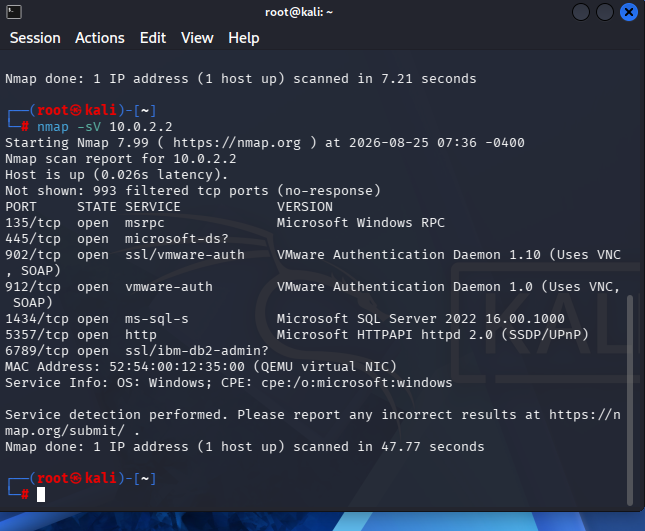 root@kali: ~
Session Actions Edit View Help
Nmap done: 1 IP address (1 host up) scanned in 7.21 seconds
┌──(root㉿kali)-[~]
└─# nmap -sV 10.0.2.2
Starting Nmap 7.99 ( https://nmap.org ) at 2026-08-25 07:36 -0400
Nmap scan report for 10.0.2.2
Host is up (0.026s latency).
Not shown: 993 filtered tcp ports (no-response)
PORT     STATE SERVICE         VERSION
135/tcp  open  msrpc           Microsoft Windows RPC
445/tcp  open  microsoft-ds?
902/tcp  open  ssl/vmware-auth VMware Authentication Daemon 1.10 (Uses VNC
, SOAP)
912/tcp  open  vmware-auth     VMware Authentication Daemon 1.0 (Uses VNC,
 SOAP)
1434/tcp open  ms-sql-s        Microsoft SQL Server 2022 16.00.1000
5357/tcp open  http            Microsoft HTTPAPI httpd 2.0 (SSDP/UPnP)
6789/tcp open  ssl/ibm-db2-admin?
MAC Address: 52:54:00:12:35:00 (QEMU virtual NIC)
Service Info: OS: Windows; CPE: cpe:/o:microsoft:windows
Service detection performed. Please report any incorrect results at https://n
map.org/submit/ .
Nmap done: 1 IP address (1 host up) scanned in 47.77 seconds
┌──(root㉿kali)-[~]
└─#
KALI